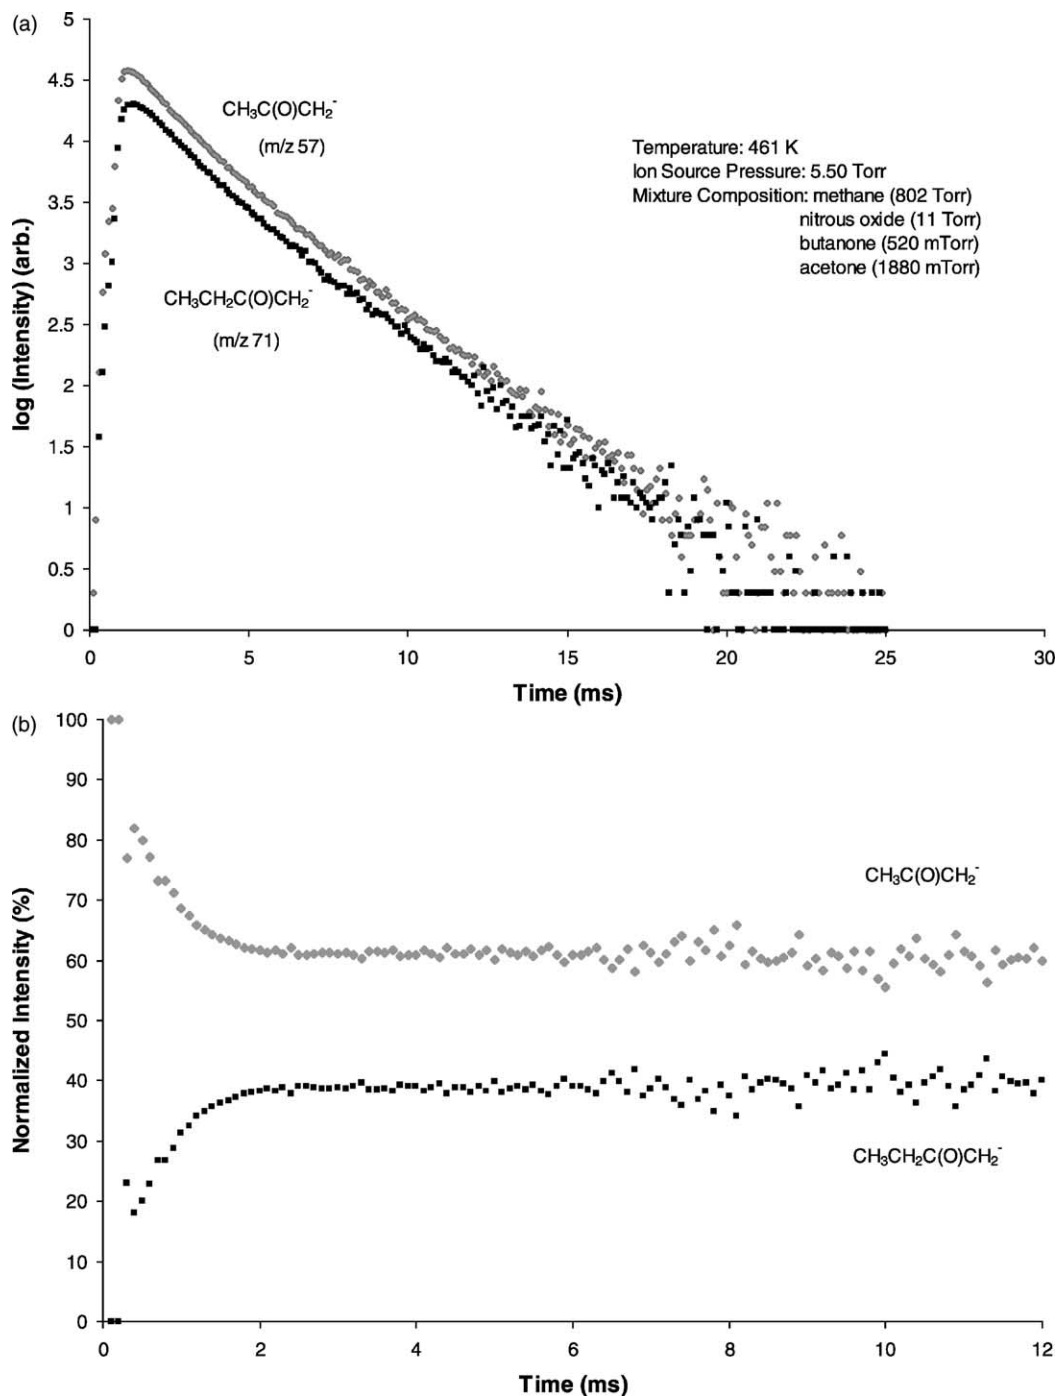 (a)
5
4.5
4
3.5
3
2.5
2
1.5
1
0.5
0
log (Intensity) (arb.)
CH₃C(O)CH₂⁻
(m/z 57)
Temperature: 461 K
Ion Source Pressure: 5.50 Torr
Mixture Composition: methane (802 Torr)
nitrous oxide (11 Torr)
butanone (520 mTorr)
acetone (1880 mTorr)
CH₃CH₂C(O)CH₂⁻
(m/z 71)
0 5 10 15 20 25 30
Time (ms)
(b)
100
90
80
70
60
50
40
30
20
10
0
Normalized Intensity (%)
CH₃C(O)CH₂⁻
CH₃CH₂C(O)CH₂⁻
0 2 4 6 8 10 12
Time (ms)